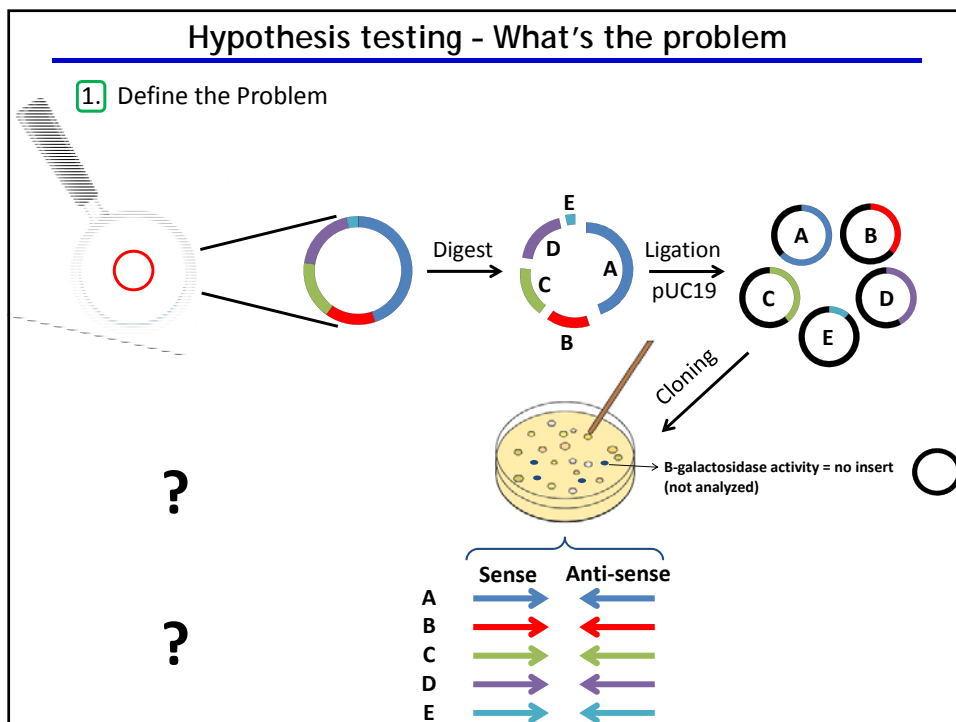 Hypothesis testing - What's the problem
1. Define the Problem
E
D
A
C
B
Digest
Ligation
pUC19
A
B
C
D
E
Cloning
B-galactosidase activity = no insert
(not analyzed)
?
?
Sense Anti-sense
A
B
C
D
E